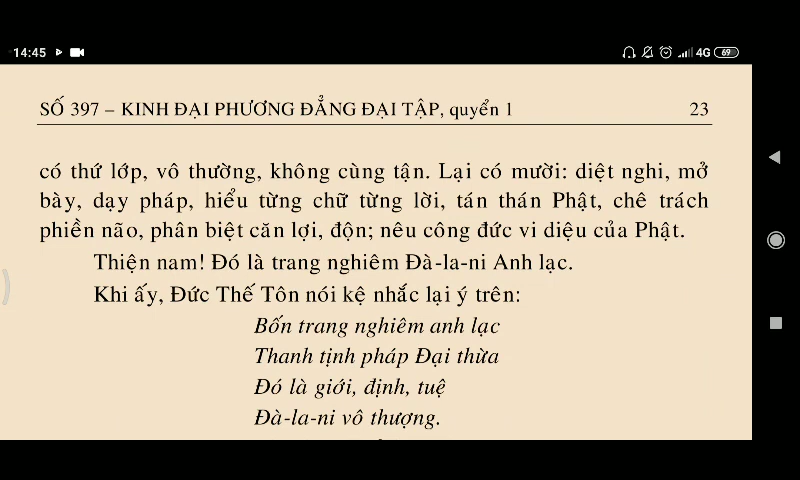 14:45 4G 69
SỐ 397 – KINH ĐẠI PHƯƠNG ĐẲNG ĐẠI TẬP, quyển 1 23
có thứ lớp, vô thường, không cùng tận. Lại có mười: diệt nghi, mở
bày, dạy pháp, hiểu từng chữ từng lời, tán thán Phật, chê trách
phiền não, phân biệt căn lợi, độn; nêu công đức vi diệu của Phật.
Thiện nam! Đó là trang nghiêm Đà-la-ni Anh lạc.
Khi ấy, Đức Thế Tôn nói kệ nhắc lại ý trên:
Bốn trang nghiêm anh lạc
Thanh tịnh pháp Đại thừa
Đó là giới, định, tuệ
Đà-la-ni vô thượng.